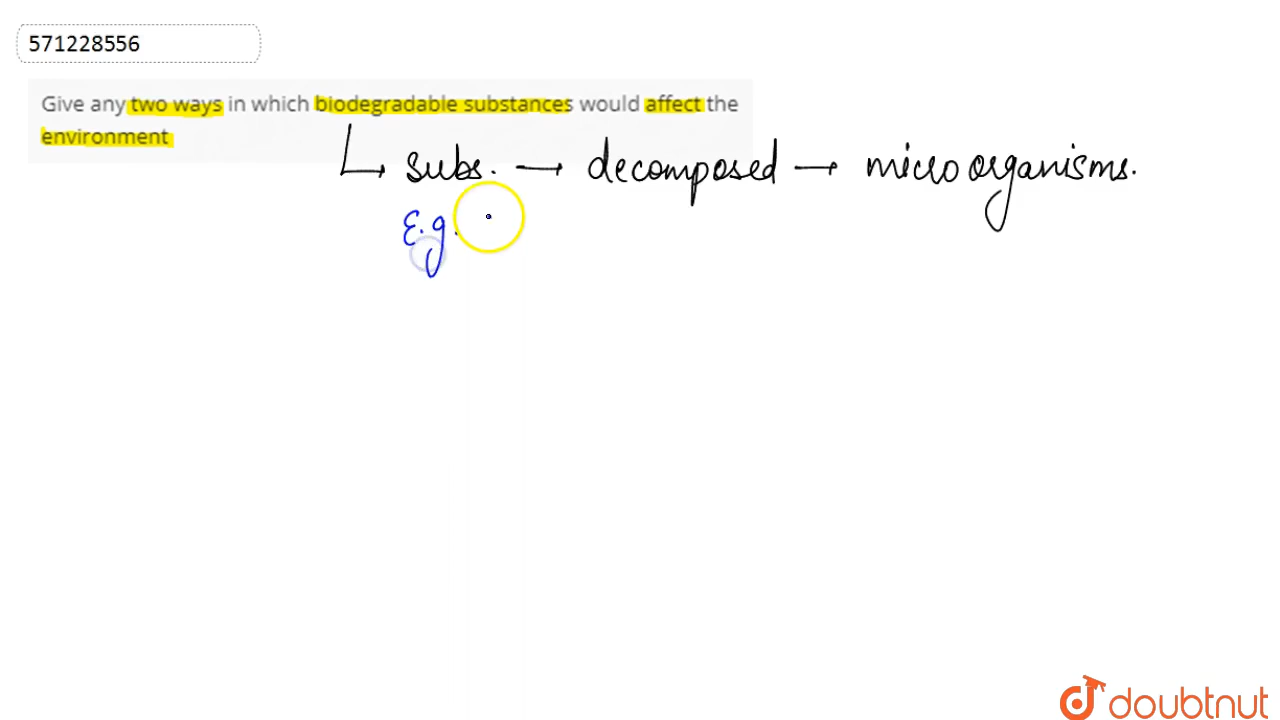 571228556
Give any two ways in which biodegradable substances would affect the
environment
subs. → decomposed → microorganisms.
E.g.
doubtnut